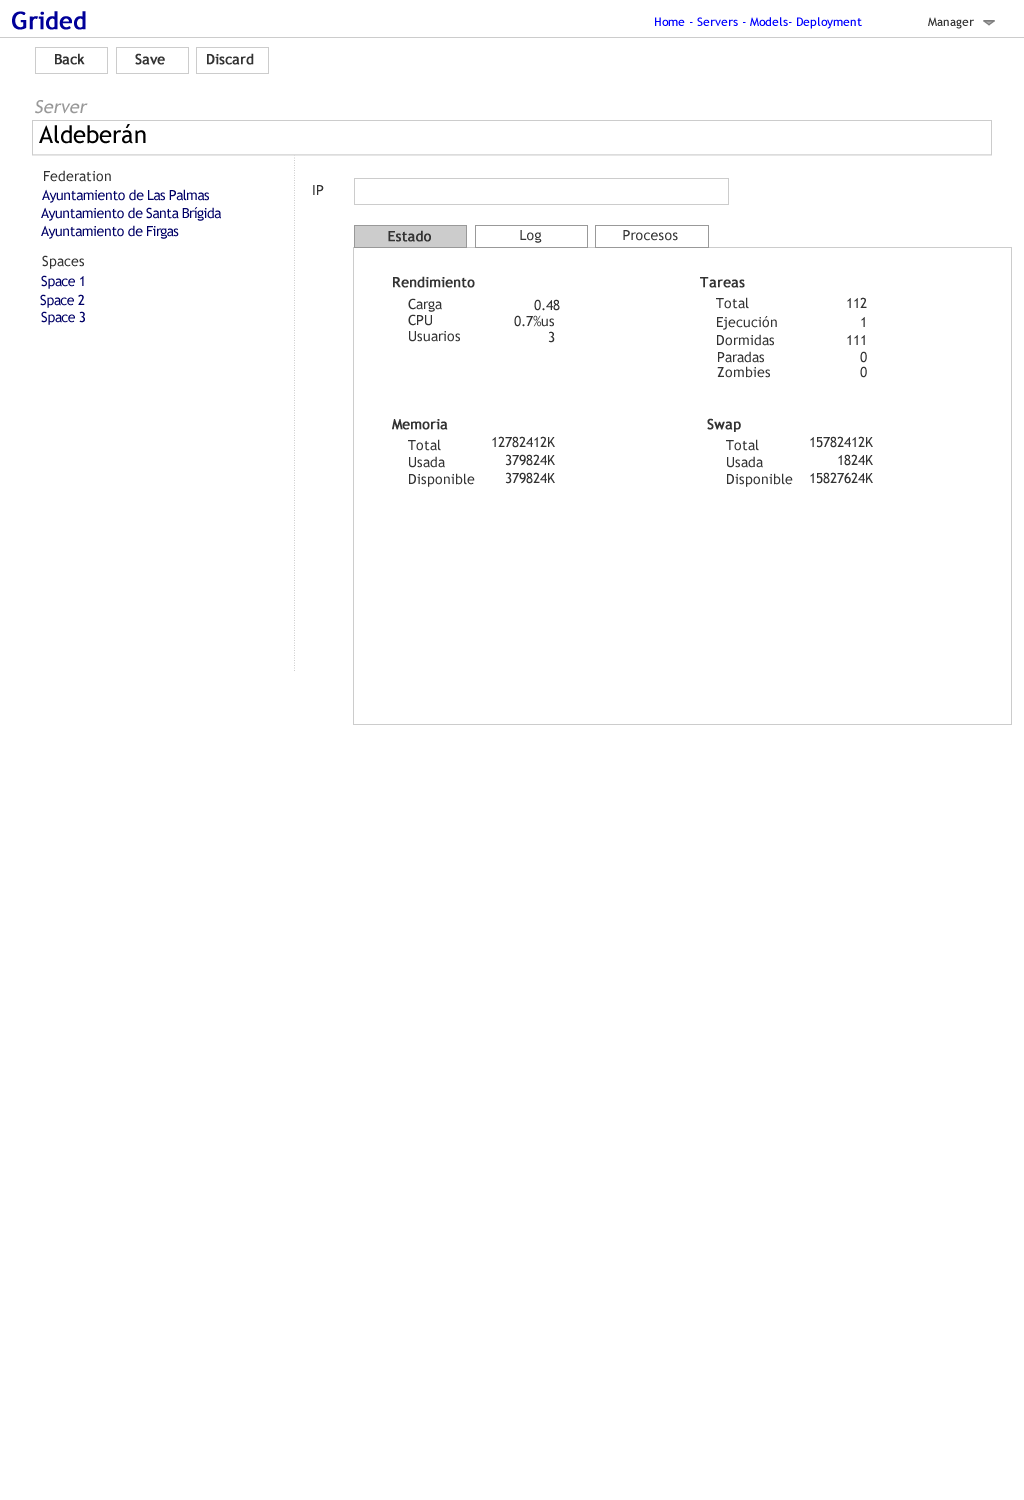 Grided
Home - Servers - Models- Deployment
Manager
Back
Save
Discard
Server
Aldeberán
Federation
Ayuntamiento de Las Palmas
Ayuntamiento de Santa Brígida
Ayuntamiento de Firgas
Spaces
Space 1
Space 2
Space 3
IP
Estado
Log
Procesos
Rendimiento
Carga 0.48
CPU 0.7%us
Usuarios 3
Tareas
Total 112
Ejecución 1
Dormidas 111
Paradas 0
Zombies 0
Memoria
Total 12782412K
Usada 379824K
Disponible 379824K
Swap
Total 15782412K
Usada 1824K
Disponible 15827624K